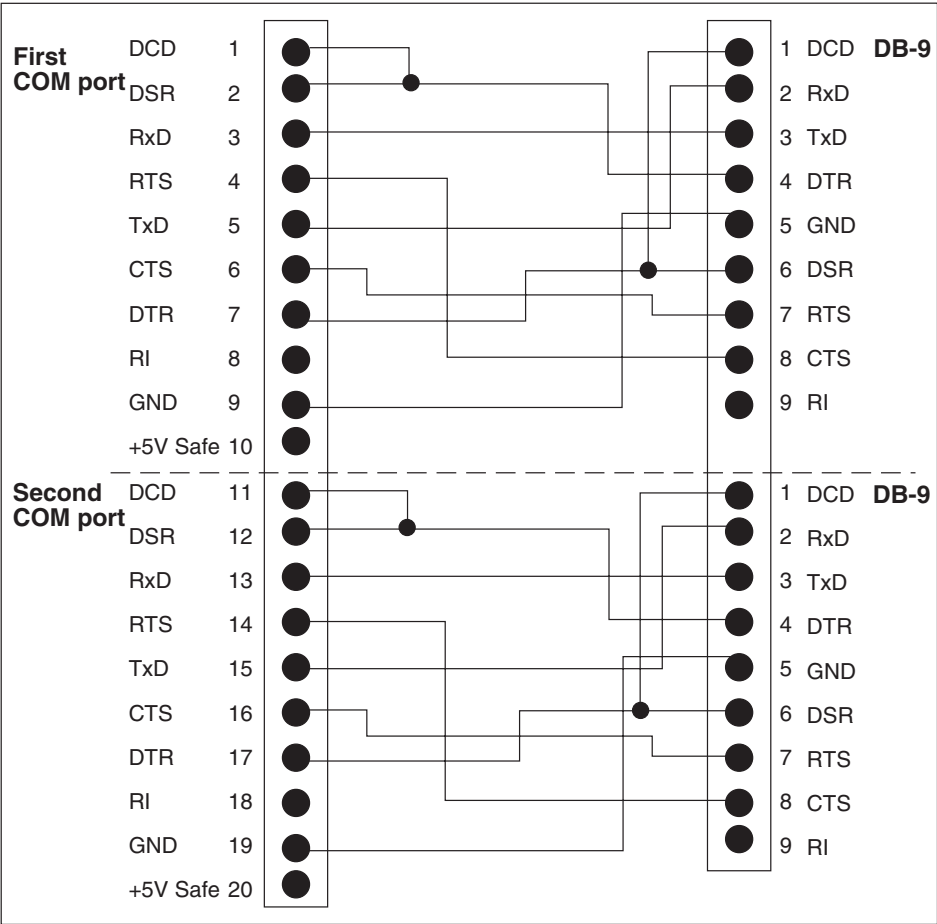 First
COM port
DCD 1
DSR 2
RxD 3
RTS 4
TxD 5
CTS 6
DTR 7
RI 8
GND 9
+5V Safe 10
1 DCD DB-9
2 RxD
3 TxD
4 DTR
5 GND
6 DSR
7 RTS
8 CTS
9 RI
Second
COM port
DCD 11
DSR 12
RxD 13
RTS 14
TxD 15
CTS 16
DTR 17
RI 18
GND 19
+5V Safe 20
1 DCD DB-9
2 RxD
3 TxD
4 DTR
5 GND
6 DSR
7 RTS
8 CTS
9 RI